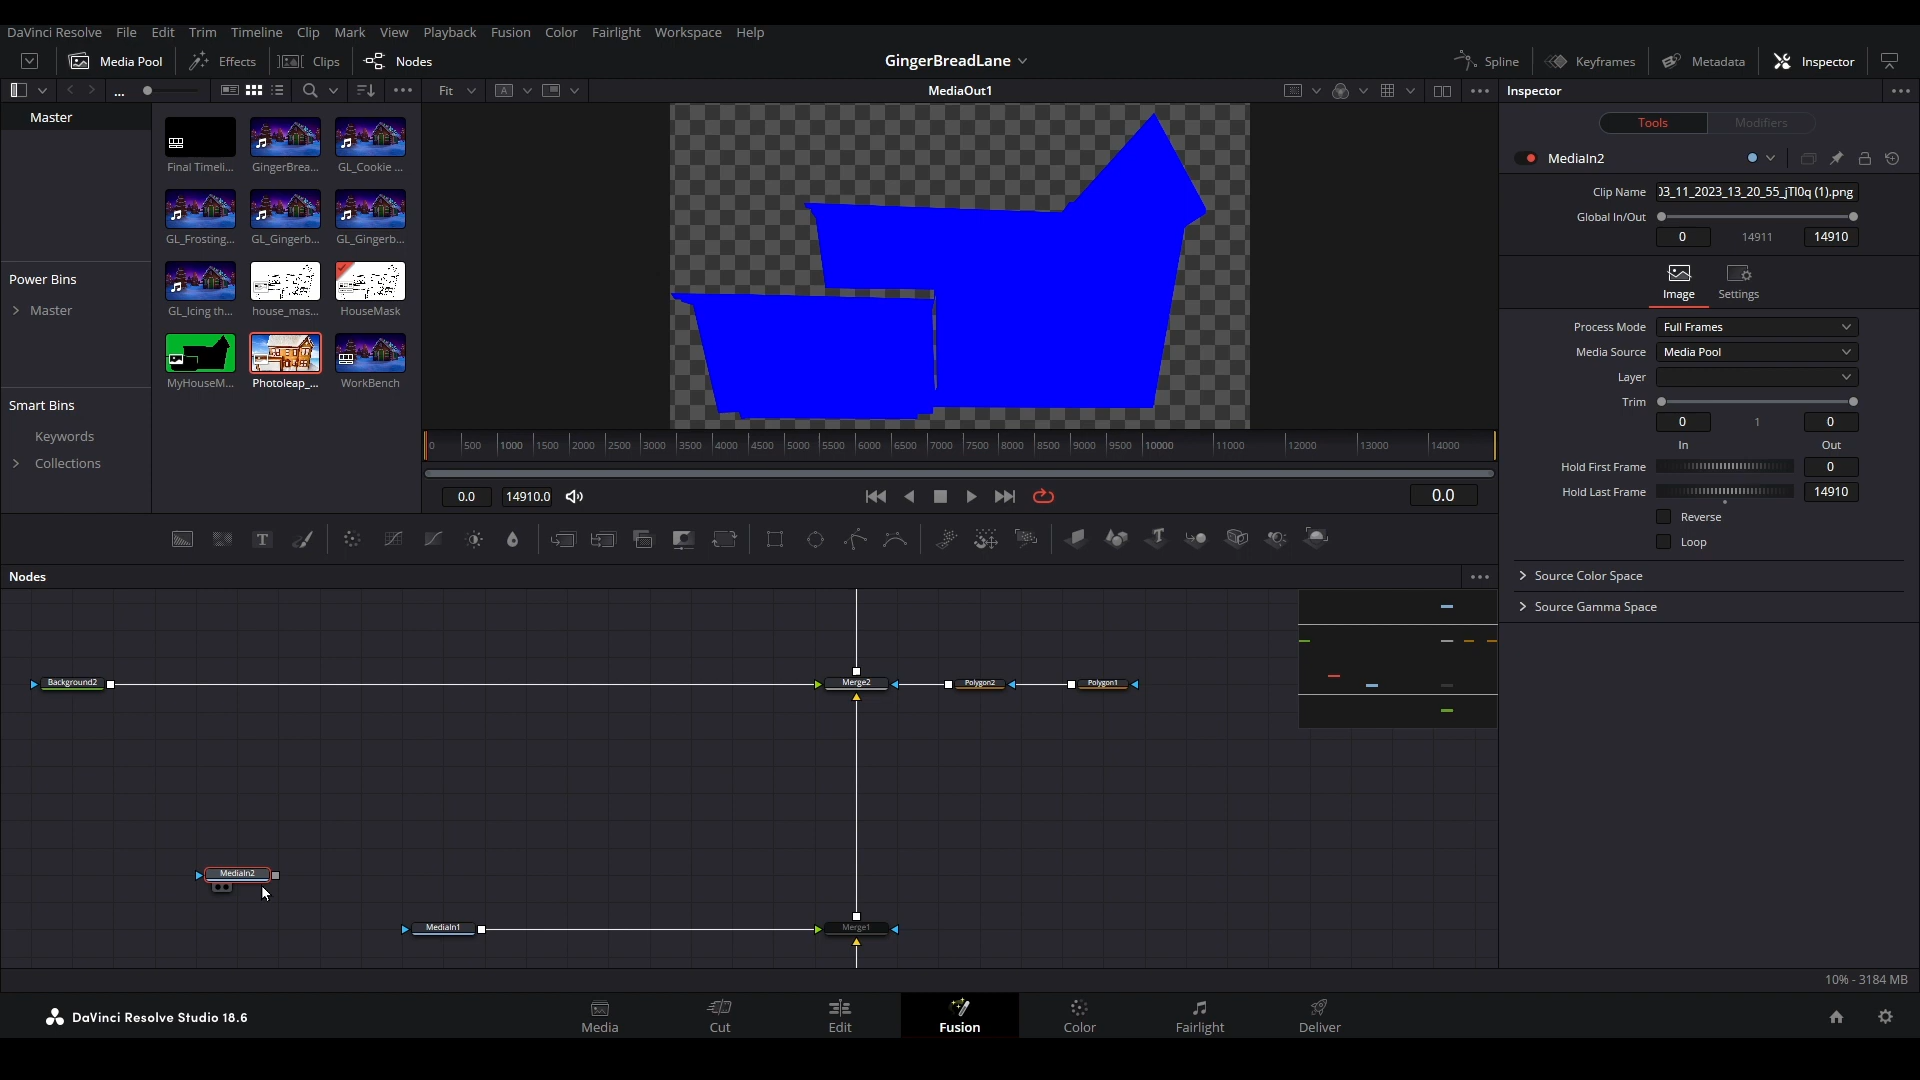 DaVinci Resolve File Edit Trim Timeline Clip Mark View Playback Fusion Color Fairlight Workspace Help
Media Pool Effects Clips Nodes GingerBreadLane Spline Keyframes Metadata Inspector
... Fit A MediaOut1 Inspector
Master
Tools Modifiers
MediaIn2
Final Timeli... GingerBrea... GL_Cookie ...
Clip Name 03_11_2023_13_20_55_jTl0q (1).png
Global In/Out
0 14911 14910
GL_Frosting... GL_Gingerb... GL_Gingerb...
Power Bins
Master
Image Settings
GL_Icing th... house_mas... HouseMask
Process Mode Full Frames
Media Source Media Pool
Layer
MyHouseM... Photoleap_... WorkBench
Trim
0 1 0
In Out
Smart Bins
Keywords
Collections
0 500 1000 1500 2000 2500 3000 3500 4000 4500 5000 5500 6000 6500 7000 7500 8000 8500 9000 9500 10000 11000 12000 13000 14000
Hold First Frame 0
Hold Last Frame 14910
0.0 14910.0 0.0
Reverse
Loop
T T
Nodes
Source Color Space
Source Gamma Space
Background2 Merge2 Polygon2 Polygon1
MediaIn2
MediaIn1 Merge1
10% - 3184 MB
DaVinci Resolve Studio 18.6
Media Cut Edit Fusion Color Fairlight Deliver